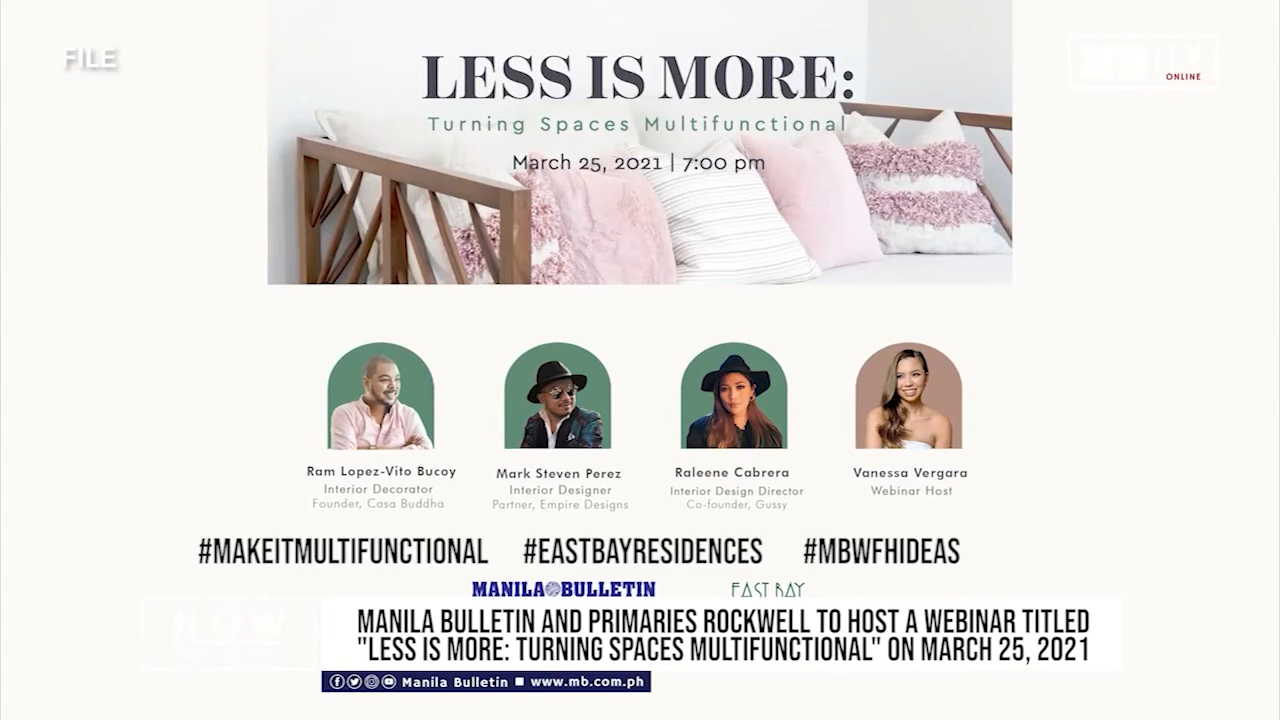 FILE
ONLINE
LESS IS MORE:
Turning Spaces Multifunctional
March 25, 2021 | 7:00 pm
Ram Lopez-Vito Bucoy
Interior Decorator
Founder, Casa Buddha
Mark Steven Perez
Interior Designer
Partner, Empire Designs
Raleene Cabrera
Interior Design Director
Co-founder, Gussy
Vanessa Vergara
Webinar Host
#MAKEITMULTIFUNCTIONAL #EASTBAYRESIDENCES #MBWFHIDEAS
MANILA BULLETIN EAST BAY
NOW
MANILA BULLETIN AND PRIMARIES ROCKWELL TO HOST A WEBINAR TITLED
"LESS IS MORE: TURNING SPACES MULTIFUNCTIONAL" ON MARCH 25, 2021
Manila Bulletin ■ www.mb.com.ph